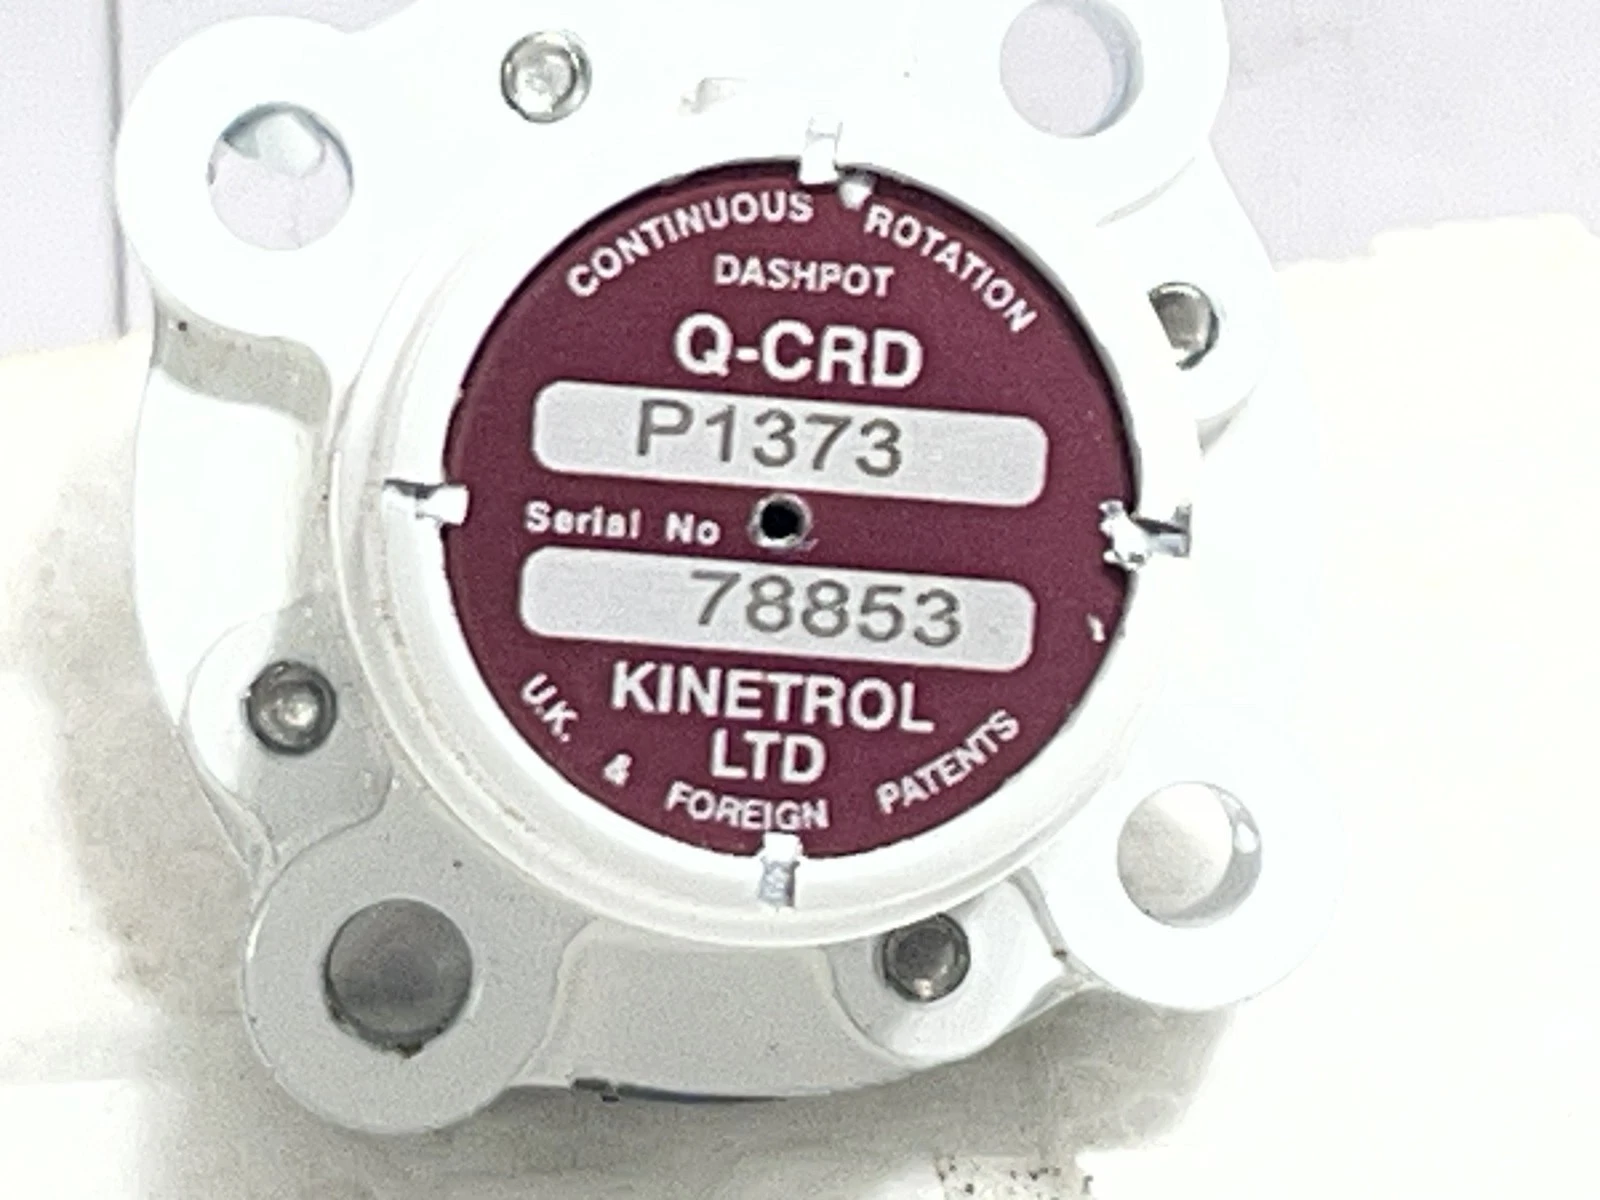 CONTINUOUS ROTATION
DASHPOT
Q-CRD
P1373
Serial No
78853
KINETROL
LTD
U.K. & FOREIGN PATENTS